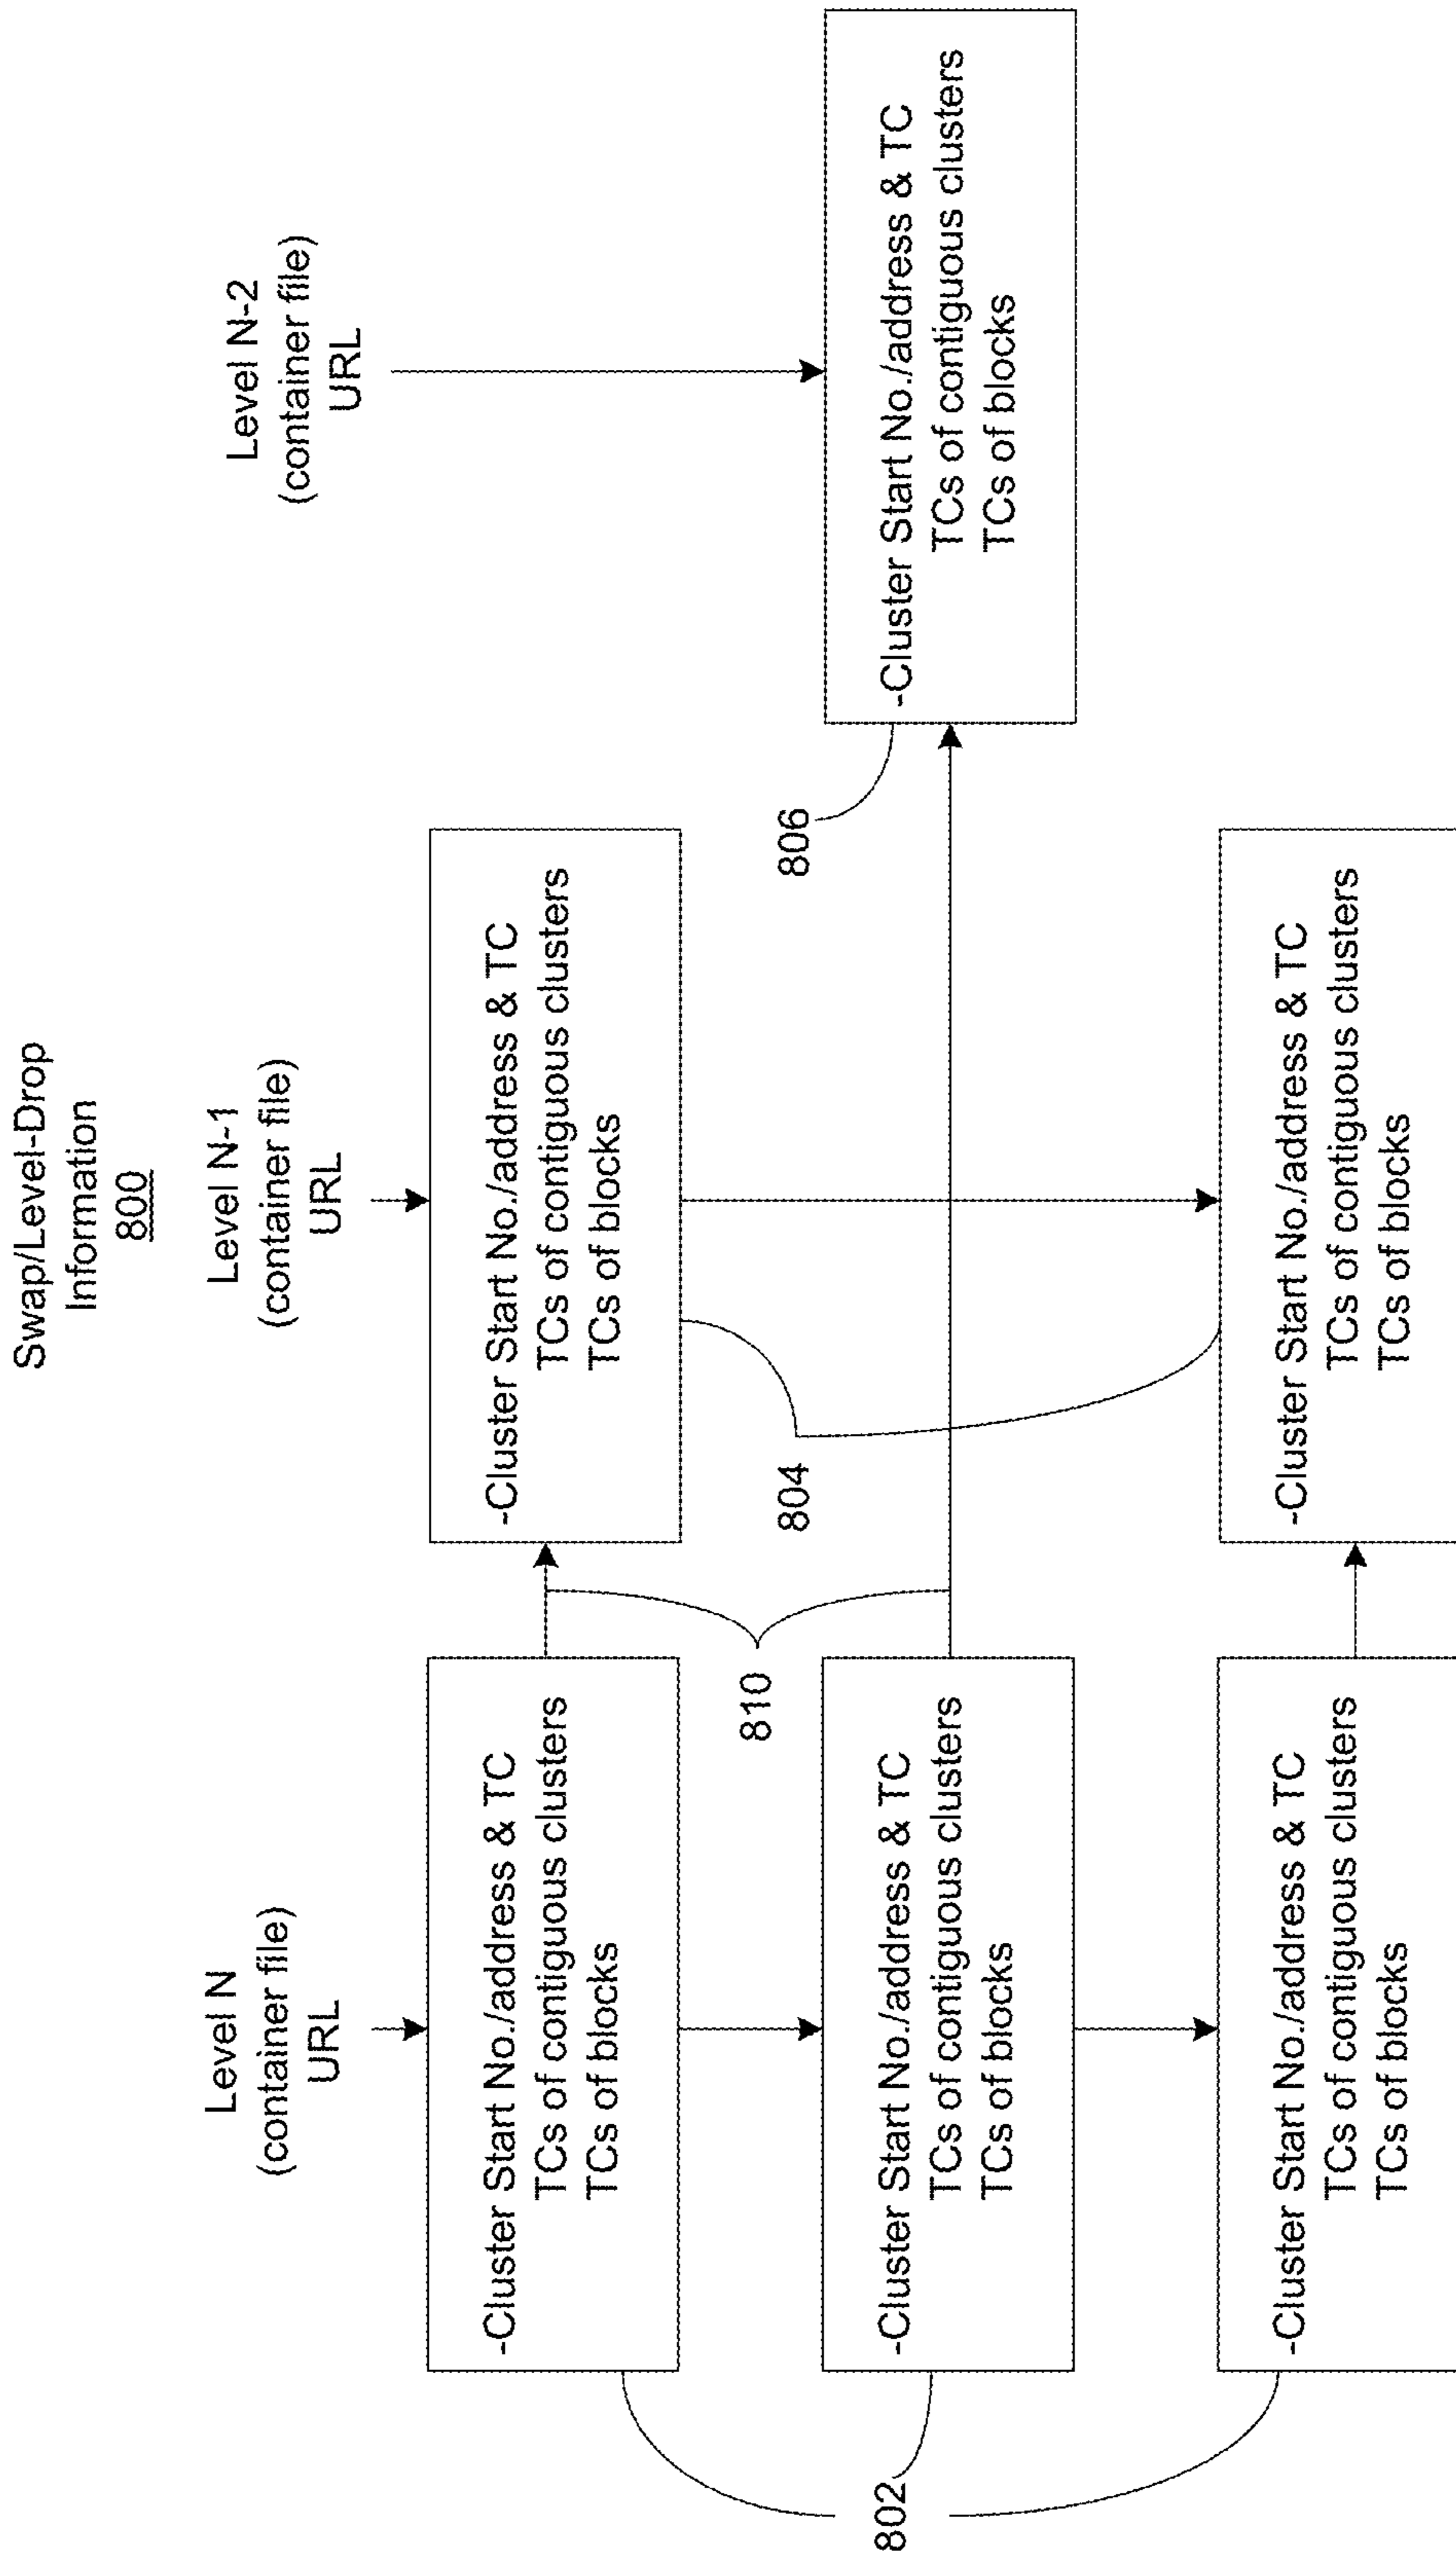 Swap/Level-Drop
Information
800
Level N
(container file)
URL
Level N-1
(container file)
URL
Level N-2
(container file)
URL
-Cluster Start No./address & TC
TCs of contiguous clusters
TCs of blocks
-Cluster Start No./address & TC
TCs of contiguous clusters
TCs of blocks
810
804
806
802
-Cluster Start No./address & TC
TCs of contiguous clusters
TCs of blocks
-Cluster Start No./address & TC
TCs of contiguous clusters
TCs of blocks
-Cluster Start No./address & TC
TCs of contiguous clusters
TCs of blocks
-Cluster Start No./address & TC
TCs of contiguous clusters
TCs of blocks